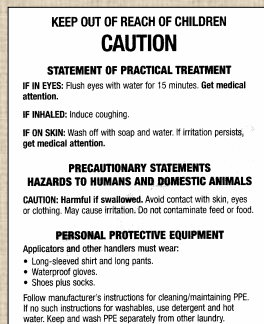 KEEP OUT OF REACH OF CHILDREN
CAUTION
STATEMENT OF PRACTICAL TREATMENT
IF IN EYES: Flush eyes with water for 15 minutes. Get medical
attention.
IF INHALED: Induce coughing.
IF ON SKIN: Wash off with soap and water. If irritation persists,
get medical attention.
PRECAUTIONARY STATEMENTS
HAZARDS TO HUMANS AND DOMESTIC ANIMALS
CAUTION: Harmful if swallowed. Avoid contact with skin, eyes
or clothing. May cause irritation. Do not contaminate feed or food.
PERSONAL PROTECTIVE EQUIPMENT
Applicators and other handlers must wear:
• Long-sleeved shirt and long pants.
• Waterproof gloves.
• Shoes plus socks.
Follow manufacturer's instructions for cleaning/maintaining PPE.
If no such instructions for washables, use detergent and hot
water. Keep and wash PPE separately from other laundry.